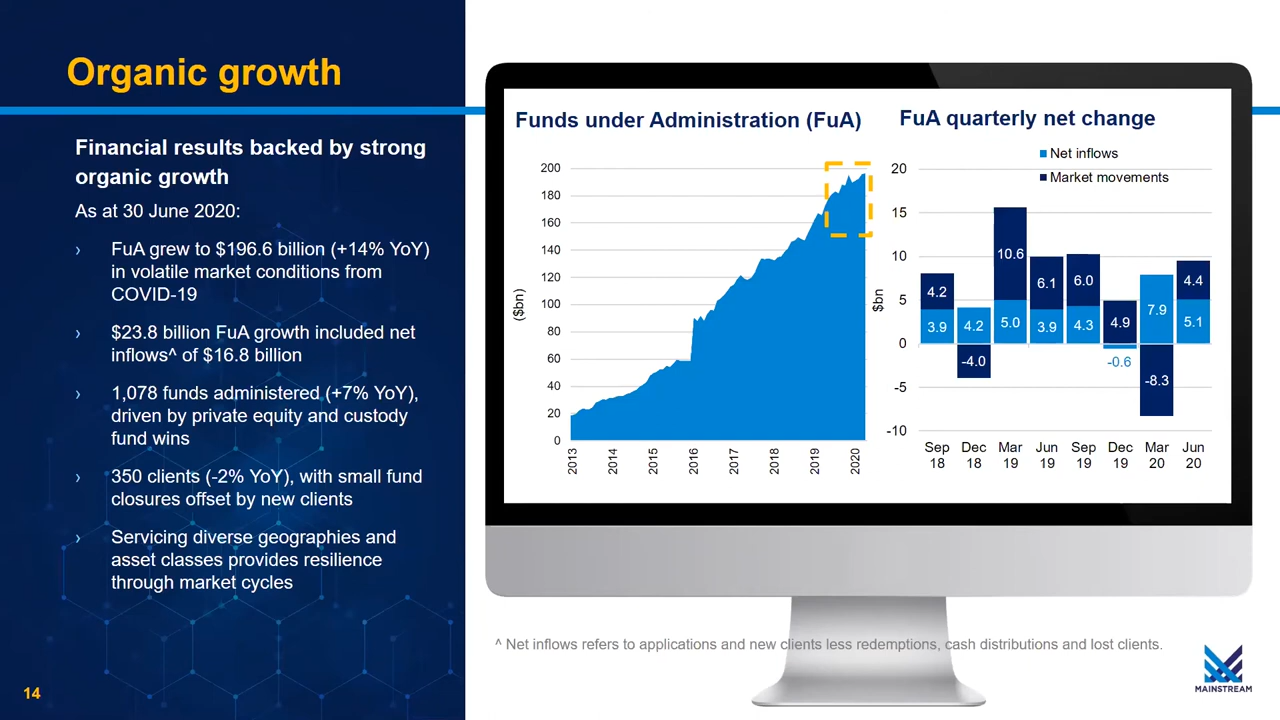 Organic growth
Financial results backed by strong
organic growth
As at 30 June 2020:
› FuA grew to $196.6 billion (+14% YoY)
in volatile market conditions from
COVID-19
› $23.8 billion FuA growth included net
inflows^ of $16.8 billion
› 1,078 funds administered (+7% YoY),
driven by private equity and custody
fund wins
› 350 clients (-2% YoY), with small fund
closures offset by new clients
› Servicing diverse geographies and
asset classes provides resilience
through market cycles
14
Funds under Administration (FuA)
($bn)
200
180
160
140
120
100
80
60
40
20
0
2013 2014 2015 2016 2017 2018 2019 2020
FuA quarterly net change
Net inflows
Market movements
$bn
20
15
10
5
0
-5
-10
4.2 10.6 6.1 6.0 4.9 7.9 4.4
3.9 4.2 5.0 3.9 4.3 5.1
-4.0 -0.6 -8.3
Sep Dec Mar Jun Sep Dec Mar Jun
18 18 19 19 19 19 20 20
^ Net inflows refers to applications and new clients less redemptions, cash distributions and lost clients.
MAINSTREAM